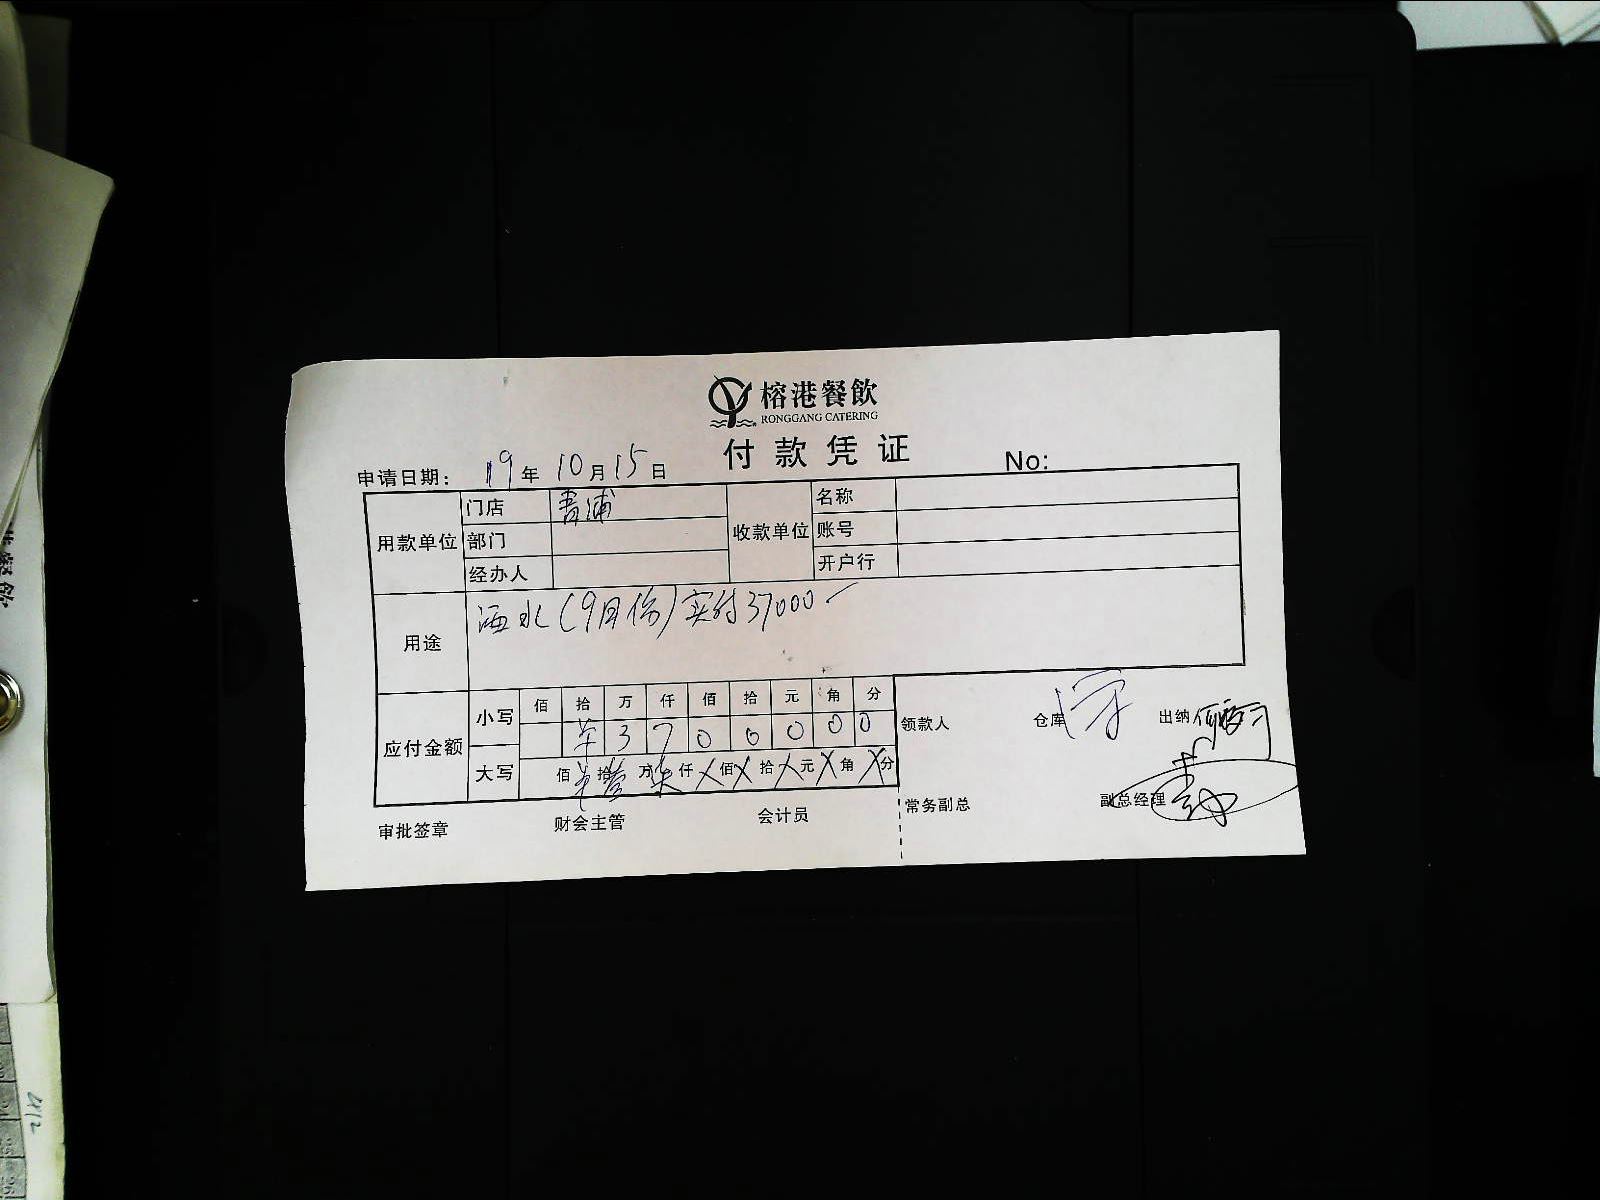 榕港餐飲
RONGGANG CATERING
付款凭证
申请日期： 19年10月15日 No:
用款单位 门店 青浦 收款单位 名称
部门 账号
经办人 开户行
用途 酒水(9月份)实付37000
应付金额 小写 佰 拾 万 仟 佰 拾 元 角 分
3 7 0 0 0 0 0
大写 佰 拾 万 仟 佰 拾 元 角 分
领款人 仓库 出纳
常务副总 副总经理
审批签章 财会主管 会计员